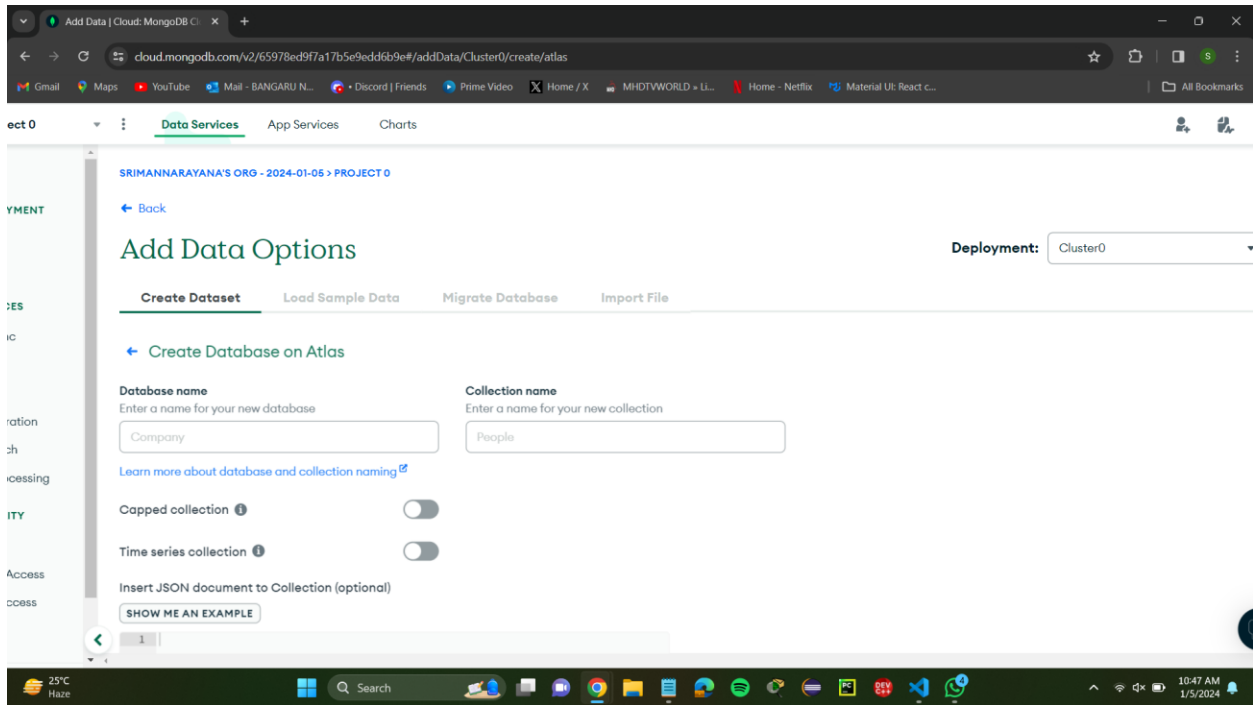 Add Data | Cloud: MongoDB Cl
cloud.mongodb.com/v2/65978ed9f7a17b5e9edd6b9e#/addData/Cluster0/create/atlas
S
Gmail Maps YouTube Mail - BANGARU N... • Discord | Friends Prime Video Home / X MHDTVWORLD » Li... Home - Netflix Material UI: React c... All Bookmarks
ect 0 Data Services App Services Charts
SRIMANNARAYANA'S ORG - 2024-01-05 > PROJECT 0
YMENT
Back
Add Data Options
Deployment: Cluster0
Create Dataset Load Sample Data Migrate Database Import File
CES
nc
Create Database on Atlas
Database name Collection name
Enter a name for your new database Enter a name for your new collection
ration
Company People
ch
Learn more about database and collection naming
ocessing
Capped collection
ITY
Time series collection
Access
Insert JSON document to Collection (optional)
ccess
SHOW ME AN EXAMPLE
1
25°C
Haze
Search
PC
DEV
C++
4
10:47 AM
1/5/2024